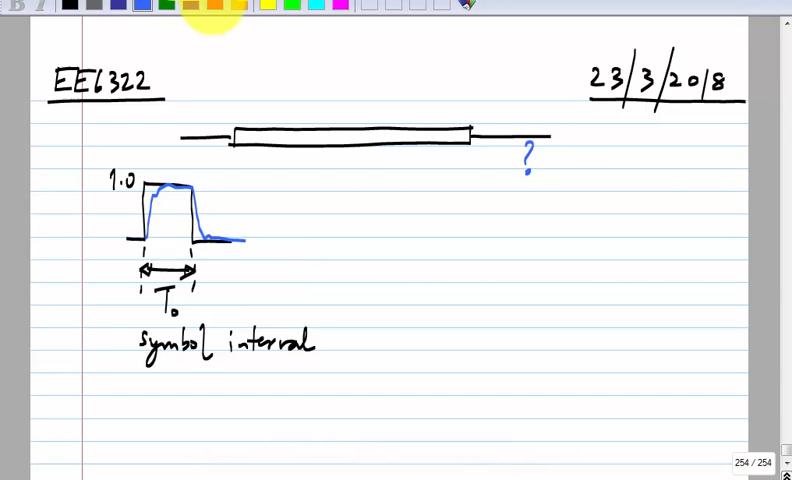 EE6322 23/3/2018
?
1.0
T₀
symbol interval
254 / 254